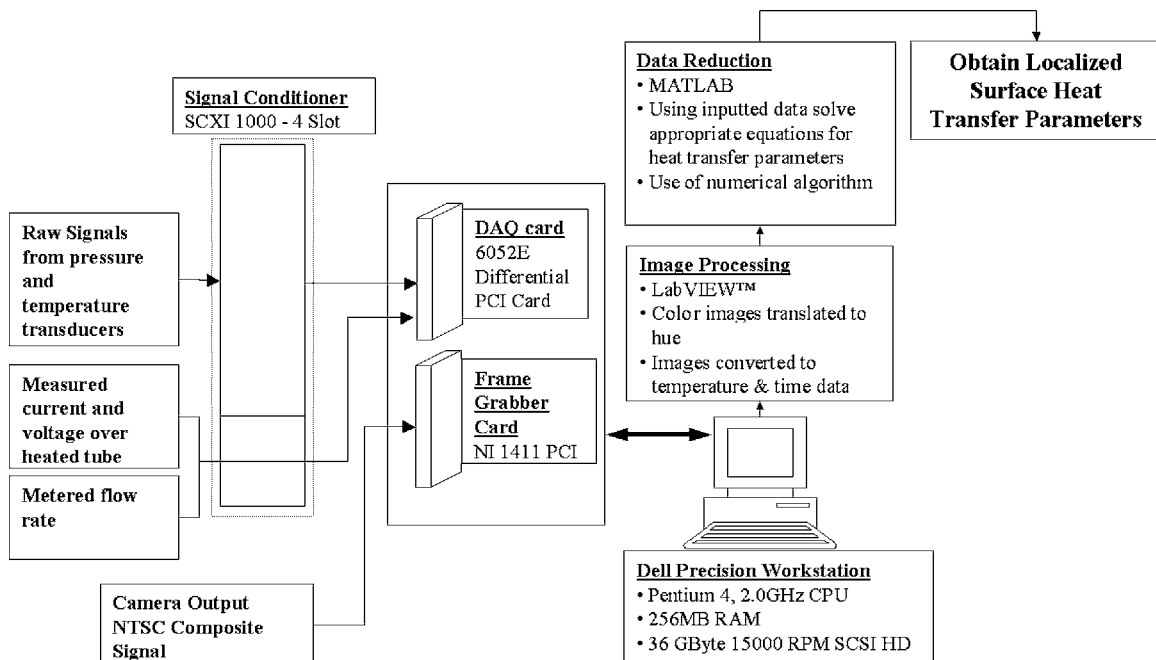 Signal Conditioner
SCXI 1000 - 4 Slot
Raw Signals
from pressure
and
temperature
transducers
Measured
current and
voltage over
heated tube
Metered flow
rate
Camera Output
NTSC Composite
Signal
DAQ card
6052E
Differential
PCI Card
Frame
Grabber
Card
NI 1411 PCI
Data Reduction
• MATLAB
• Using inputted data solve
appropriate equations for
heat transfer parameters
• Use of numerical algorithm
Image Processing
• LabVIEW™
• Color images translated to
hue
• Images converted to
temperature & time data
Dell Precision Workstation
• Pentium 4, 2.0GHz CPU
• 256MB RAM
• 36 GByte 15000 RPM SCSI HD
Obtain Localized
Surface Heat
Transfer Parameters